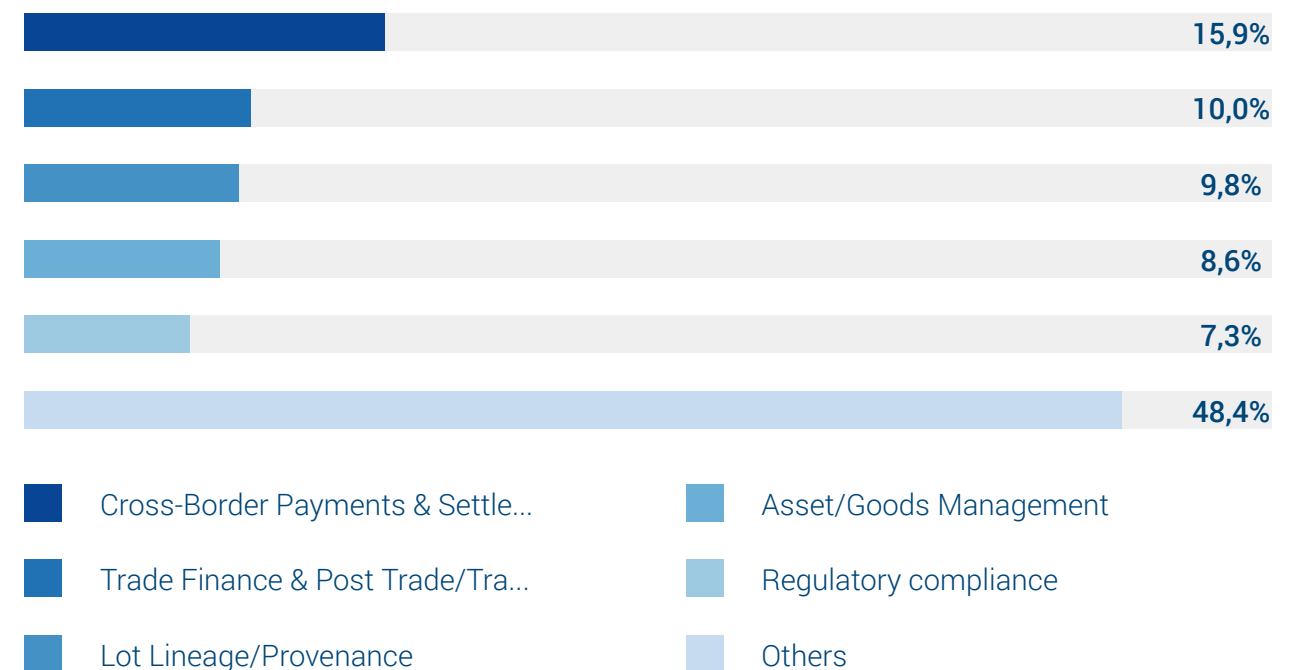 15,9%
10,0%
9,8%
8,6%
7,3%
48,4%
Cross-Border Payments & Settle...
Trade Finance & Post Trade/Tra...
Lot Lineage/Provenance
Asset/Goods Management
Regulatory compliance
Others